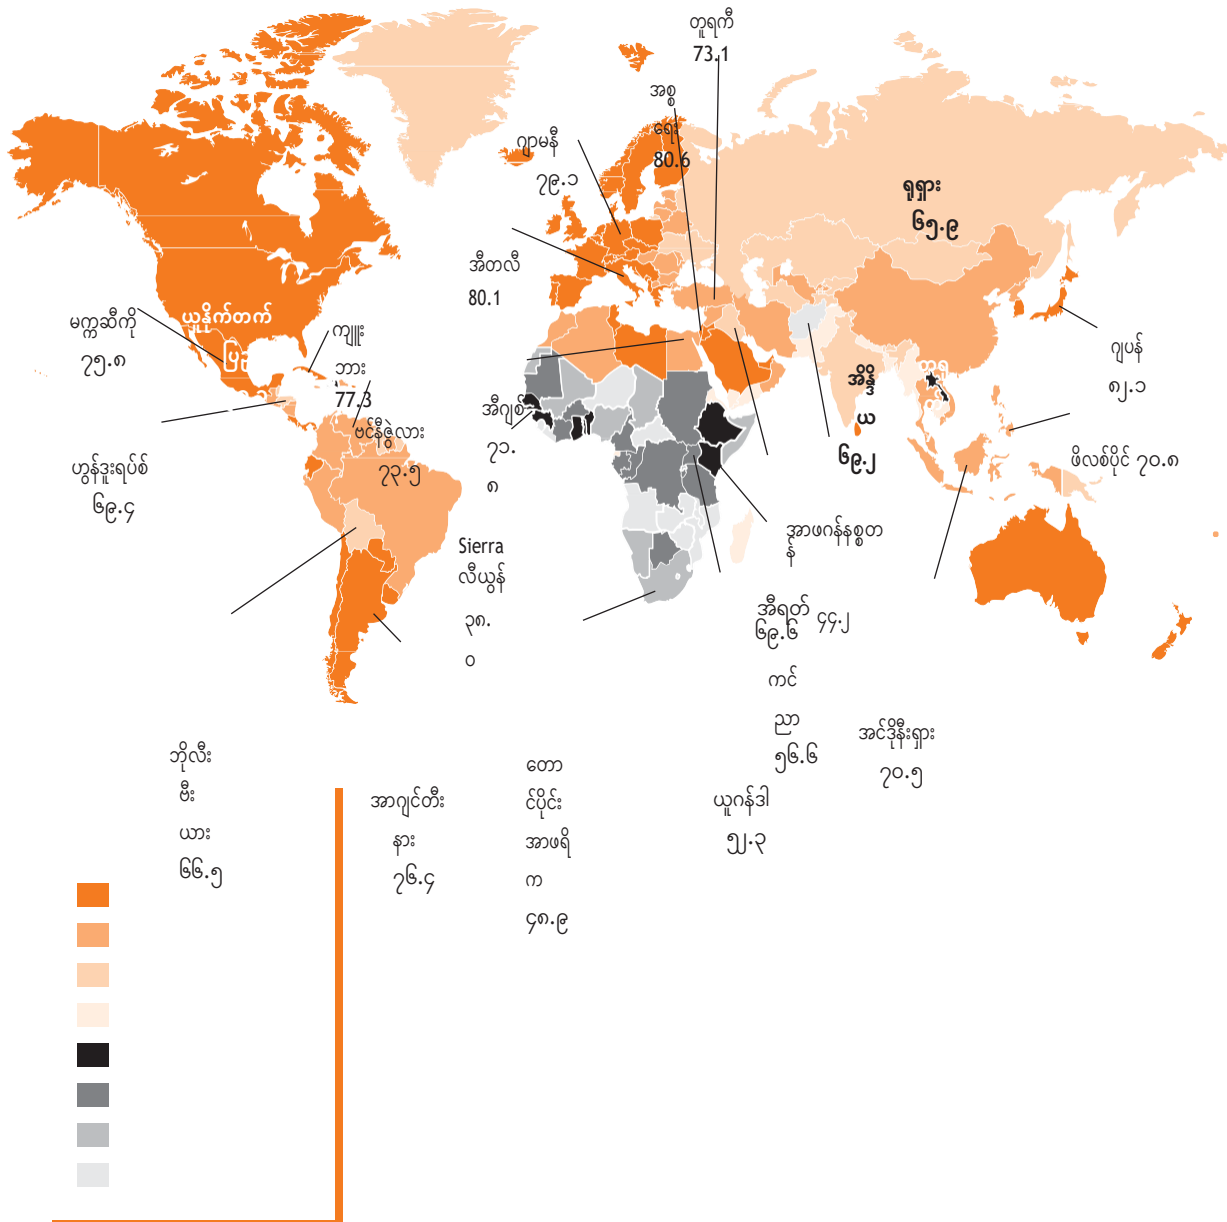 တူရကီ
73.1
အစ္စ
ရေး
80.6
ဂျာမနီ
၇၉.၁
ရုရှား
၆၅.၉
အီတလီ
80.1
ယူနိုက်တက်
ပြည
မက္ကဆီကို
၇၅.၈
ကျူး
ဘား
77.3
ဂျပန်
၈၂.၁
အိန္ဒိ
ယ
၆၉.၂
တရု
အီဂျစ်
၇၁.
၈
ဗင်နီဇွဲလား
၇၃.၅
ဟွန်ဒူးရပ်စ်
၆၉.၄
ဖိလစ်ပိုင် ၇၀.၈
အာဖဂန်နစ္စတ
န်
၄၄.၂
Sierra
လီယွန်
၃၈.
၀
အီရတ်
၆၉.၆
ကင်
ညာ
၅၆.၆
အင်ဒိုနီးရှား
၇၀.၅
ဘိုလီး
ဗီး
ယား
၆၆.၅
အာဂျင်တီး
နား
၇၆.၄
တော
င်ပိုင်း
အာဖရိ
က
၄၈.၉
ယူဂန်ဒါ
၅၂.၃